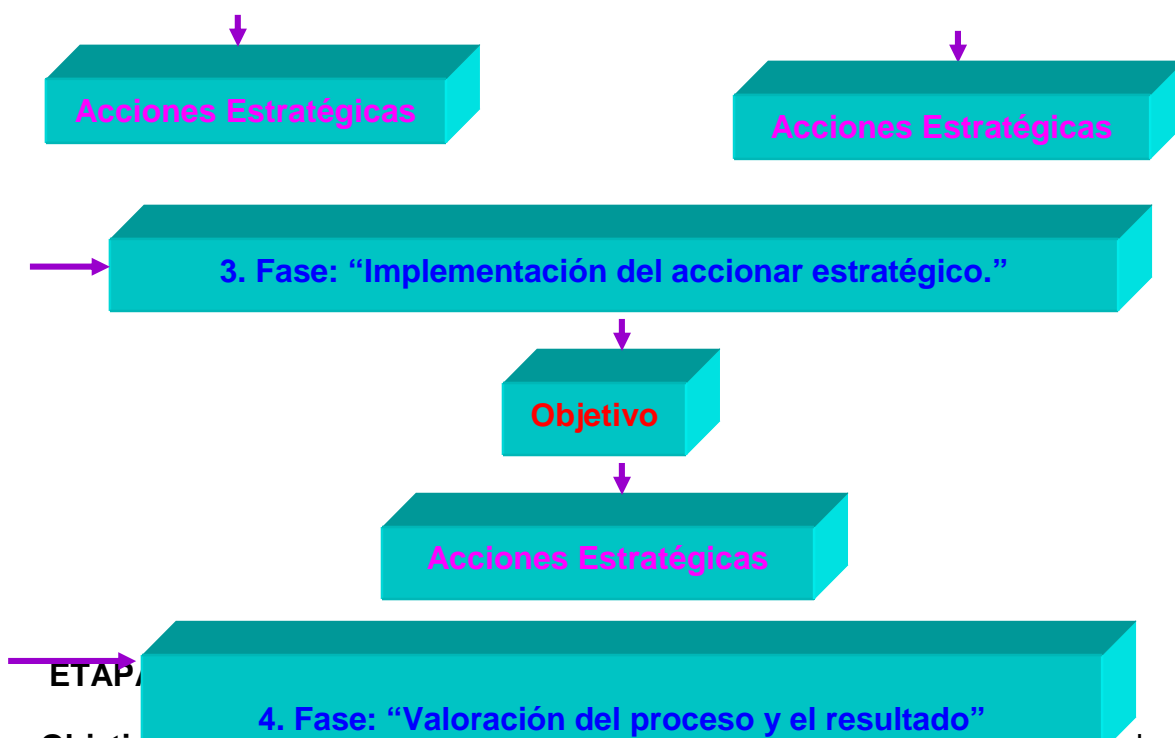 Acciones Estratégicas
Acciones Estratégicas
3. Fase: “Implementación del accionar estratégico.”
Objetivo
Acciones Estratégicas
4. Fase: “Valoración del proceso y el resultado”